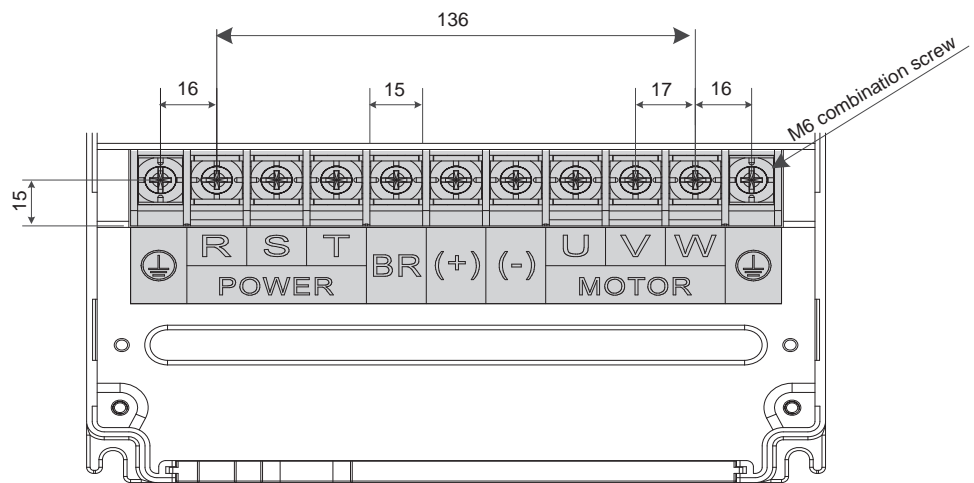 136
16
15
17
16
M6 combination screw
15
R S T BR (+) (-) U V W
POWER MOTOR